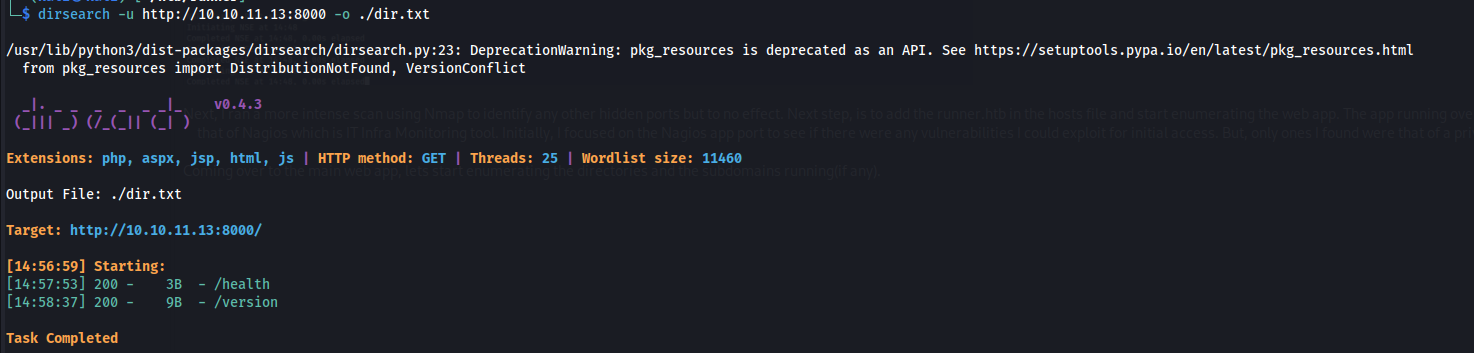 $ dirsearch -u http://10.10.11.13:8000 -o ./dir.txt
/usr/lib/python3/dist-packages/dirsearch/dirsearch.py:23: DeprecationWarning: pkg_resources is deprecated as an API. See https://setuptools.pypa.io/en/latest/pkg_resources.html
from pkg_resources import DistributionNotFound, VersionConflict
_|. _ _  _  _  _ _|_    v0.4.3
(_||| _) (/_(_|| (_| )
Extensions: php, aspx, jsp, html, js | HTTP method: GET | Threads: 25 | Wordlist size: 11460
Output File: ./dir.txt
Target: http://10.10.11.13:8000/
[14:56:59] Starting:
[14:57:53] 200 -    3B  - /health
[14:58:37] 200 -    9B  - /version
Task Completed